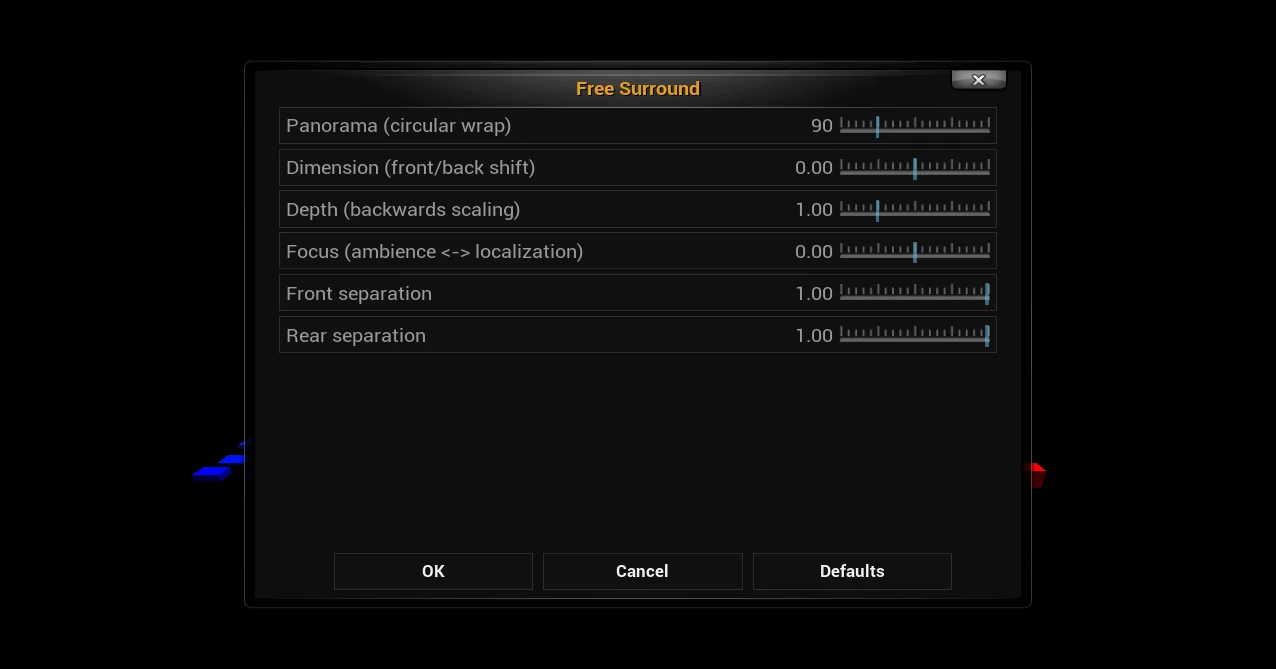 Free Surround
Panorama (circular wrap) 90
Dimension (front/back shift) 0.00
Depth (backwards scaling) 1.00
Focus (ambience <-> localization) 0.00
Front separation 1.00
Rear separation 1.00
OK Cancel Defaults